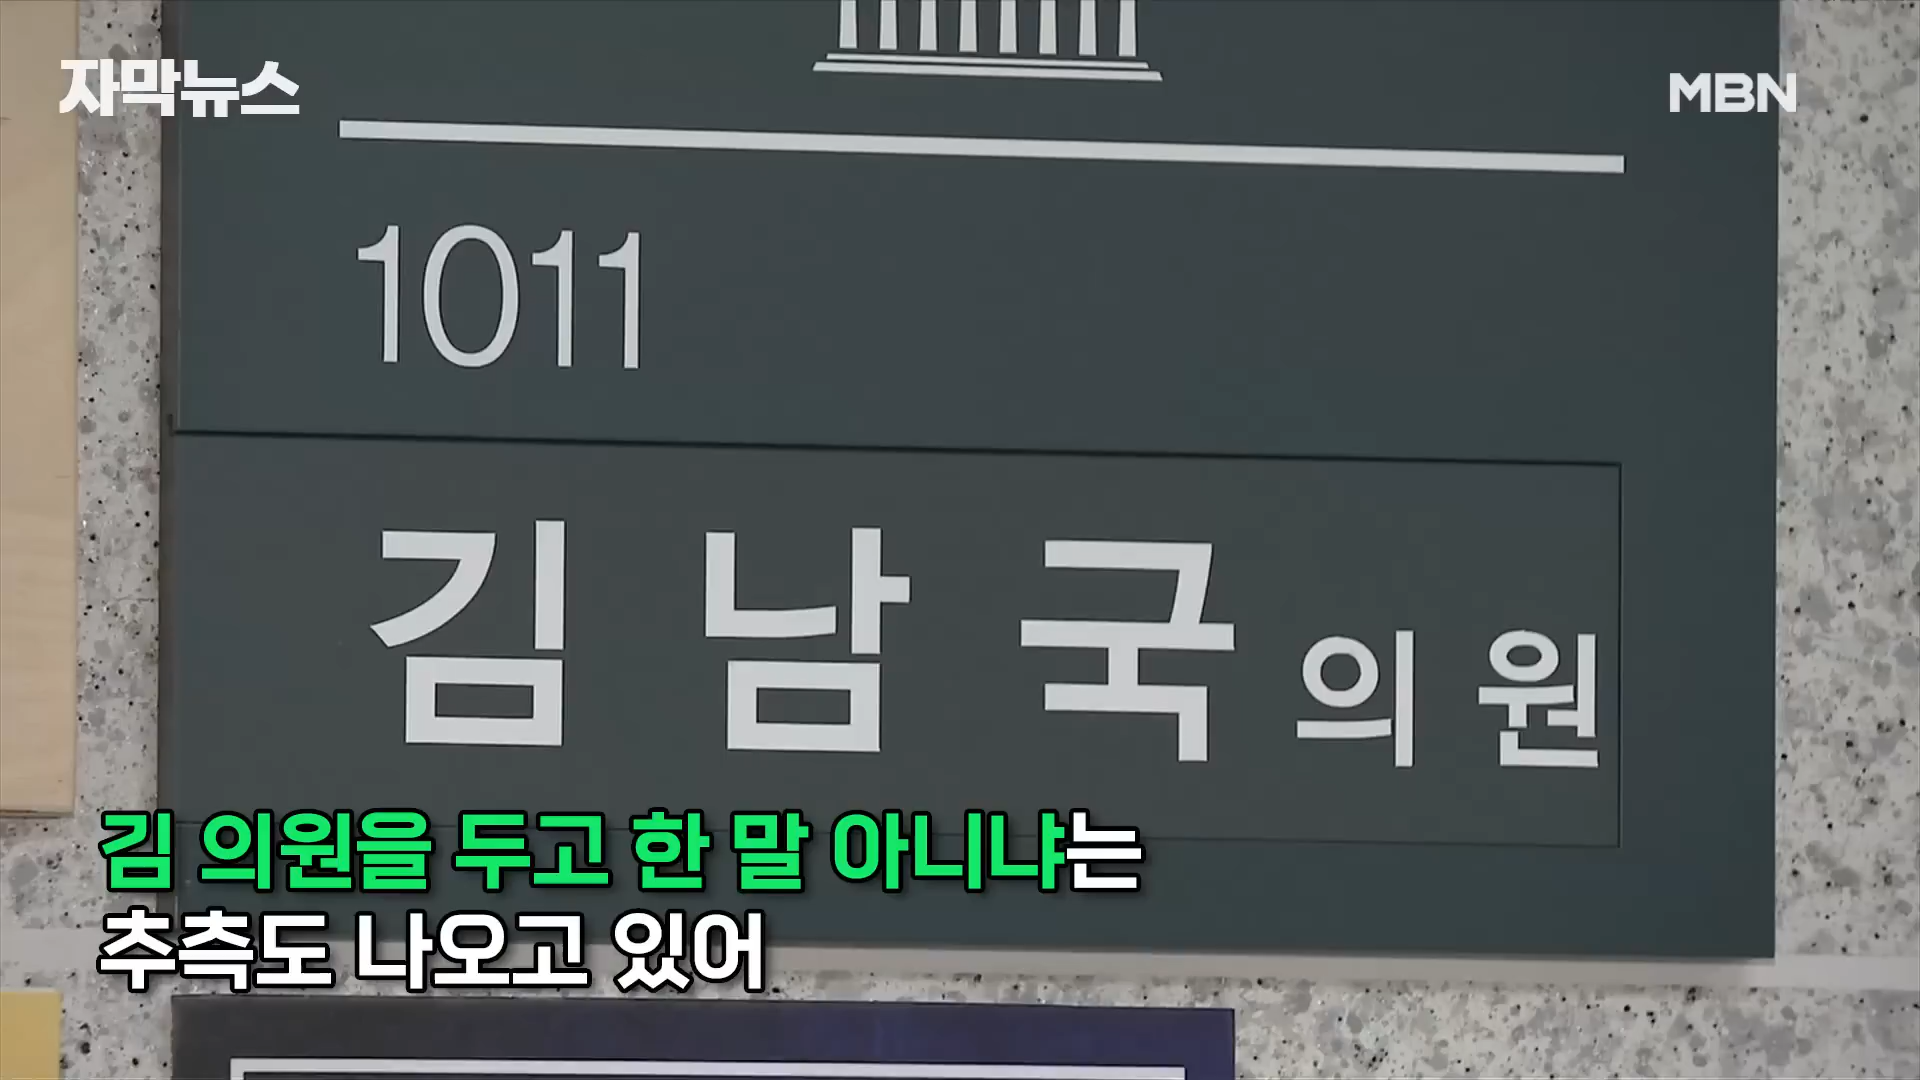 자막뉴스
MBN
1011
김남국 의원
김 의원을 두고 한 말 아니냐는
추측도 나오고 있어